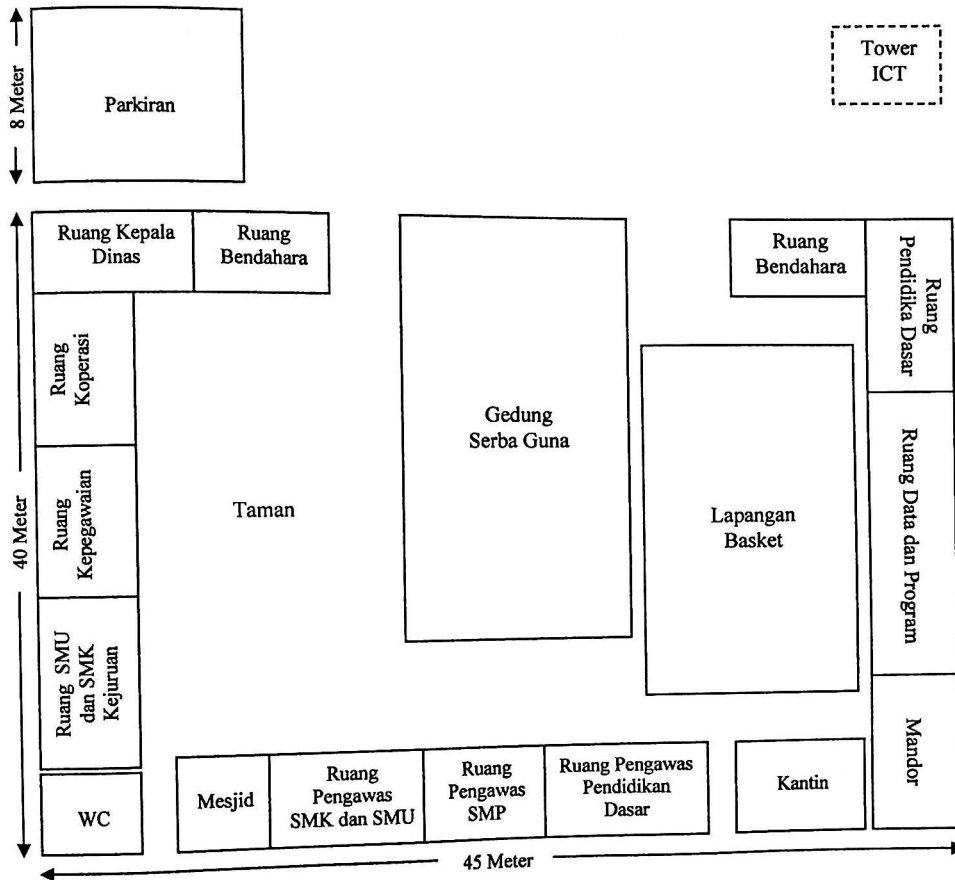 8 Meter
Parkiran
Tower
ICT
Ruang Kepala
Dinas
Ruang
Bendahara
Ruang
Bendahara
Ruang
Pendidika Dasar
Ruang
Koperasi
Gedung
Serba Guna
40 Meter
Ruang
Kepegawaian
Taman
Lapangan
Basket
Ruang Data dan Program
Ruang SMU
dan SMK
Kejuruan
Mandor
WC
Mesjid
Ruang
Pengawas
SMK dan SMU
Ruang
Pengawas
SMP
Ruang Pengawas
Pendidikan
Dasar
Kantin
45 Meter